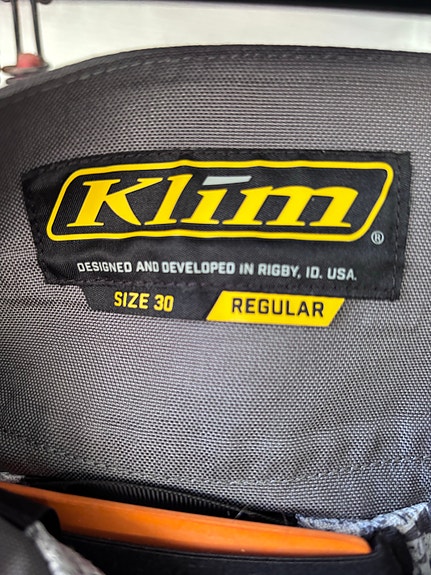 Klim®
DESIGNED AND DEVELOPED IN RIGBY, ID. USA.
SIZE 30 REGULAR